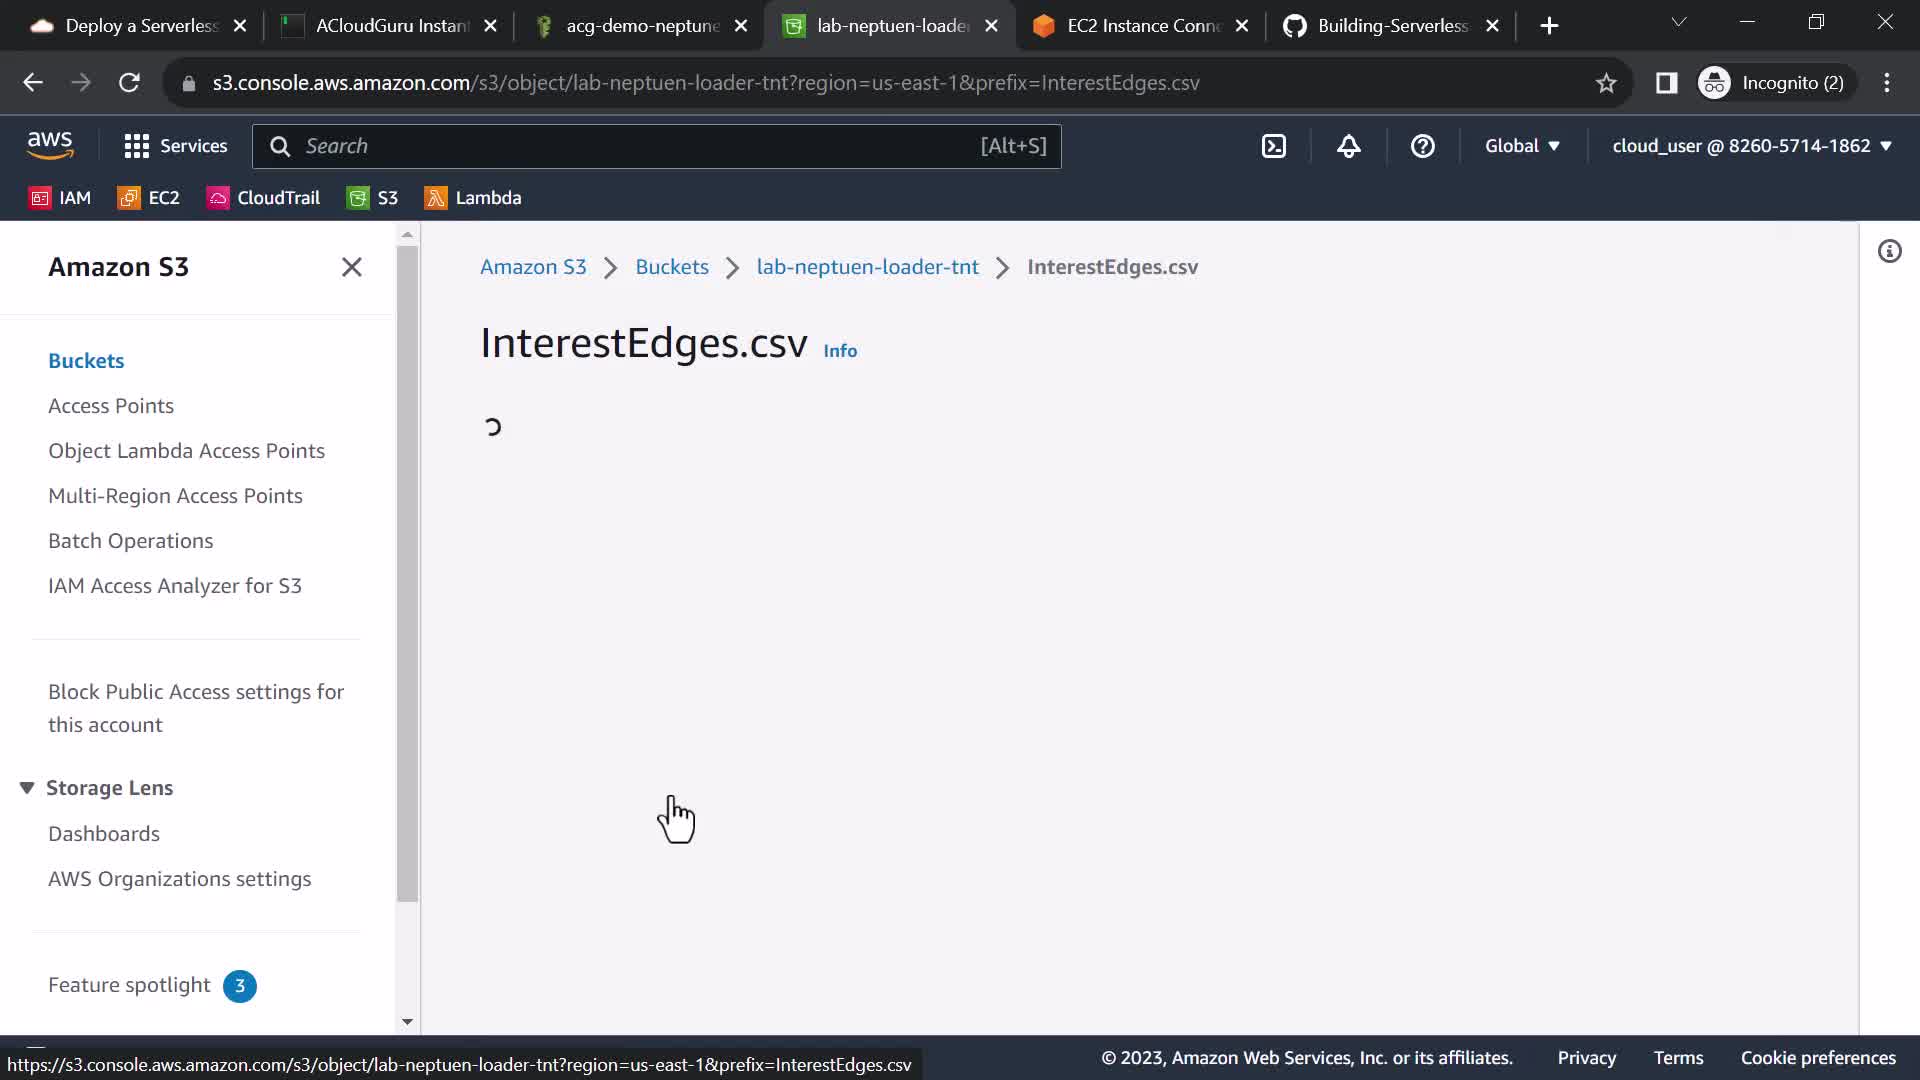 Deploy a Serverless
ACloudGuru Instan
acg-demo-neptune
lab-neptuen-loader
EC2 Instance Conn
Building-Serverless
s3.console.aws.amazon.com/s3/object/lab-neptuen-loader-tnt?region=us-east-1&prefix=InterestEdges.csv
Incognito (2)
aws
Services
Search
[Alt+S]
Global
cloud_user @ 8260-5714-1862
IAM
EC2
CloudTrail
S3
Lambda
Amazon S3
Buckets
Access Points
Object Lambda Access Points
Multi-Region Access Points
Batch Operations
IAM Access Analyzer for S3
Block Public Access settings for
this account
Storage Lens
Dashboards
AWS Organizations settings
Feature spotlight 3
Amazon S3 > Buckets > lab-neptuen-loader-tnt > InterestEdges.csv
InterestEdges.csv Info
https://s3.console.aws.amazon.com/s3/object/lab-neptuen-loader-tnt?region=us-east-1&prefix=InterestEdges.csv
© 2023, Amazon Web Services, Inc. or its affiliates.
Privacy
Terms
Cookie preferences